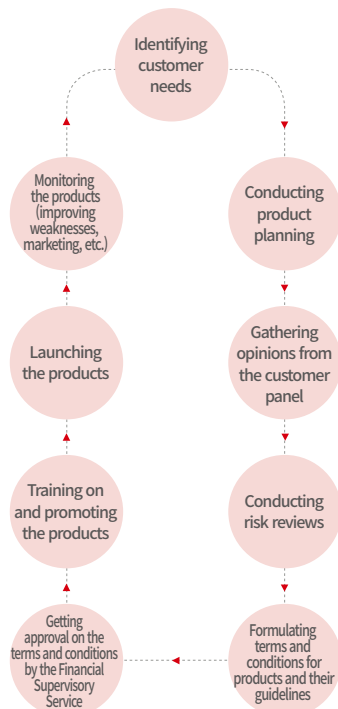 Identifying
customer
needs
Conducting
product
planning
Gathering
opinions from
the customer
panel
Conducting
risk reviews
Formulating
terms and
conditions for
products and their
guidelines
Getting
approval on the
terms and conditions
by the Financial
Supervisory
Service
Training on
and promoting
the products
Launching
the products
Monitoring
the products
(improving
weaknesses,
marketing, etc.)